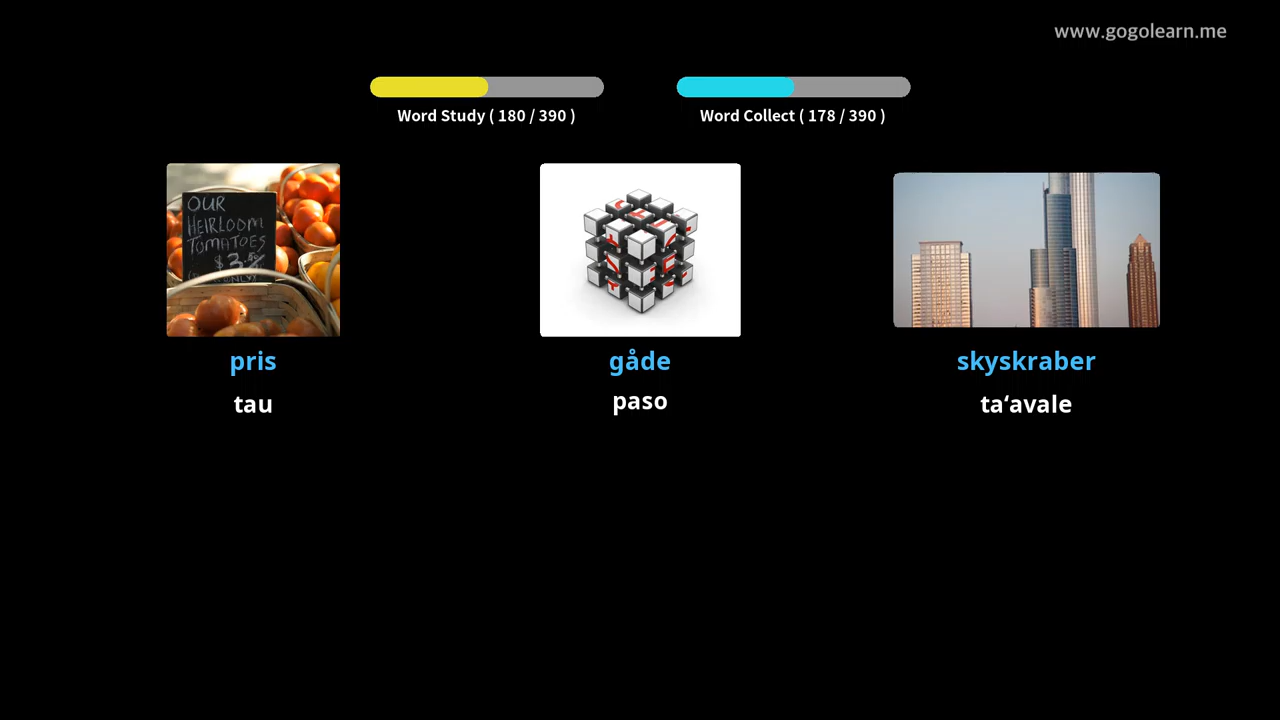 www.gogolearn.me
Word Study ( 180 / 390 )
Word Collect ( 178 / 390 )
OUR
HEIRLOOM
TOMATOES
pris
gåde
skyskraber
tau
paso
ta‘avale